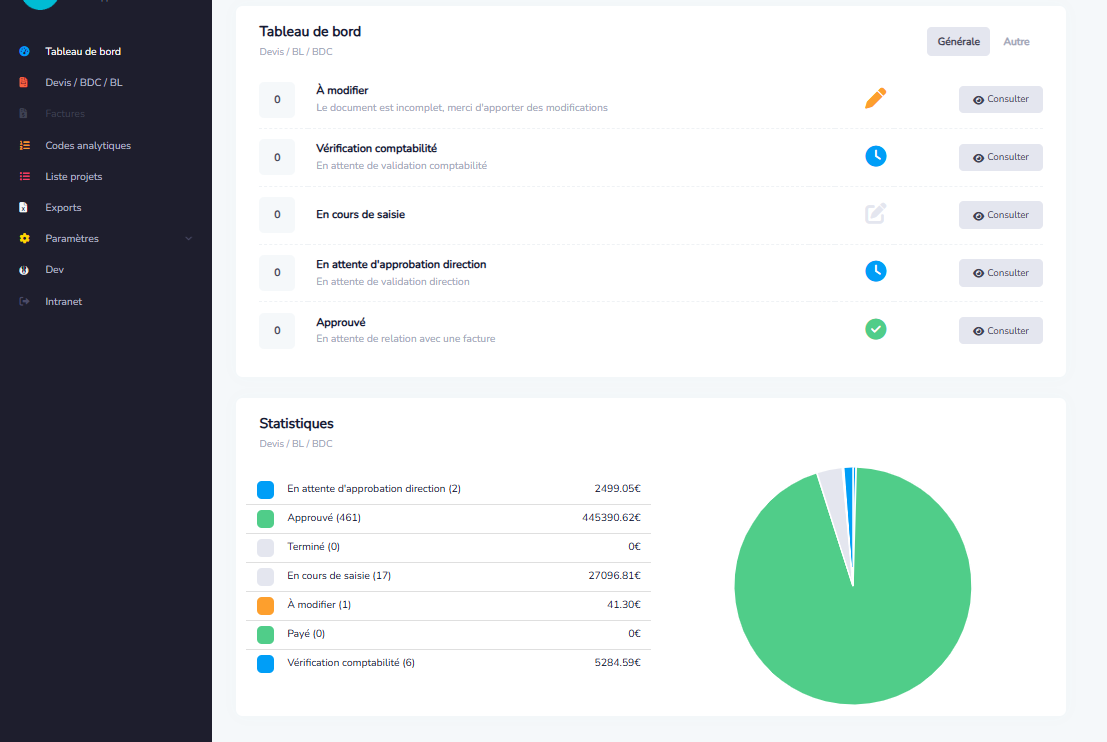 Tableau de bord
Devis / BDC / BL
Factures
Codes analytiques
Liste projets
Exports
Paramètres
Dev
Intranet
Tableau de bord
Devis / BL / BDC
Générale
Autre
0
À modifier
Le document est incomplet, merci d'apporter des modifications
Consulter
0
Vérification comptabilité
En attente de validation comptabilité
Consulter
0
En cours de saisie
Consulter
0
En attente d'approbation direction
En attente de validation direction
Consulter
0
Approuvé
En attente de relation avec une facture
Consulter
Statistiques
Devis / BL / BDC
En attente d'approbation direction (2) 2499.05€
Approuvé (461) 445390.62€
Terminé (0) 0€
En cours de saisie (17) 27096.81€
À modifier (1) 41.30€
Payé (0) 0€
Vérification comptabilité (6) 5284.59€